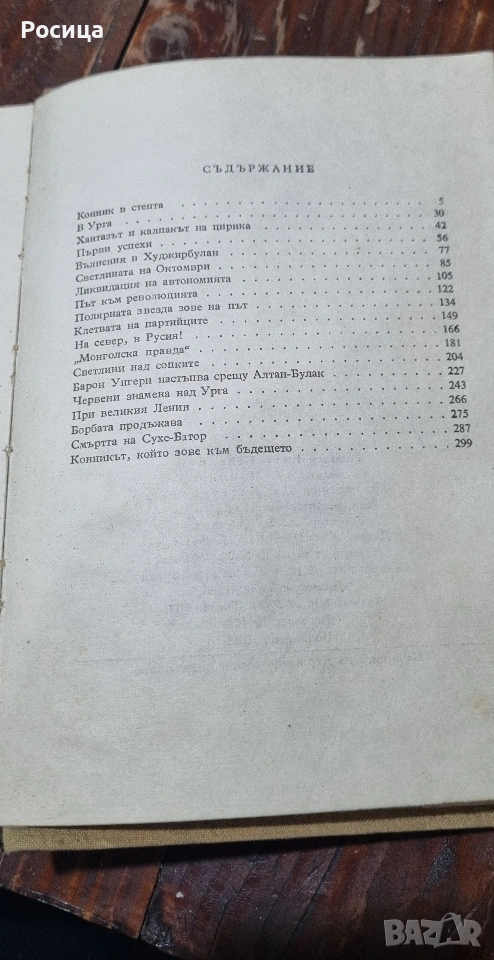 Росица
СЪДЪРЖАНИЕ
Конник в степта 5
В Урга 30
Хантазът и калпакът на цирика 42
Първи успехи 56
Вълнения в Худжирбулан 77
Светлината на Октомври 85
Ликвидация на автономията 105
Път към революцията 122
Полярната звезда зове на път 134
Клетвата на партийците 149
На север, в Русия! 166
„Монголска правда“ 181
Светлини над сопките 204
Барон Унгерн настъпва срещу Алтан-Булак 227
Червени знамена над Урга 243
При великия Ленин 266
Борбата продължава 275
Смъртта на Сухе-Батор 287
Конникът, който зове към бъдещето 299
BAZAR
bg